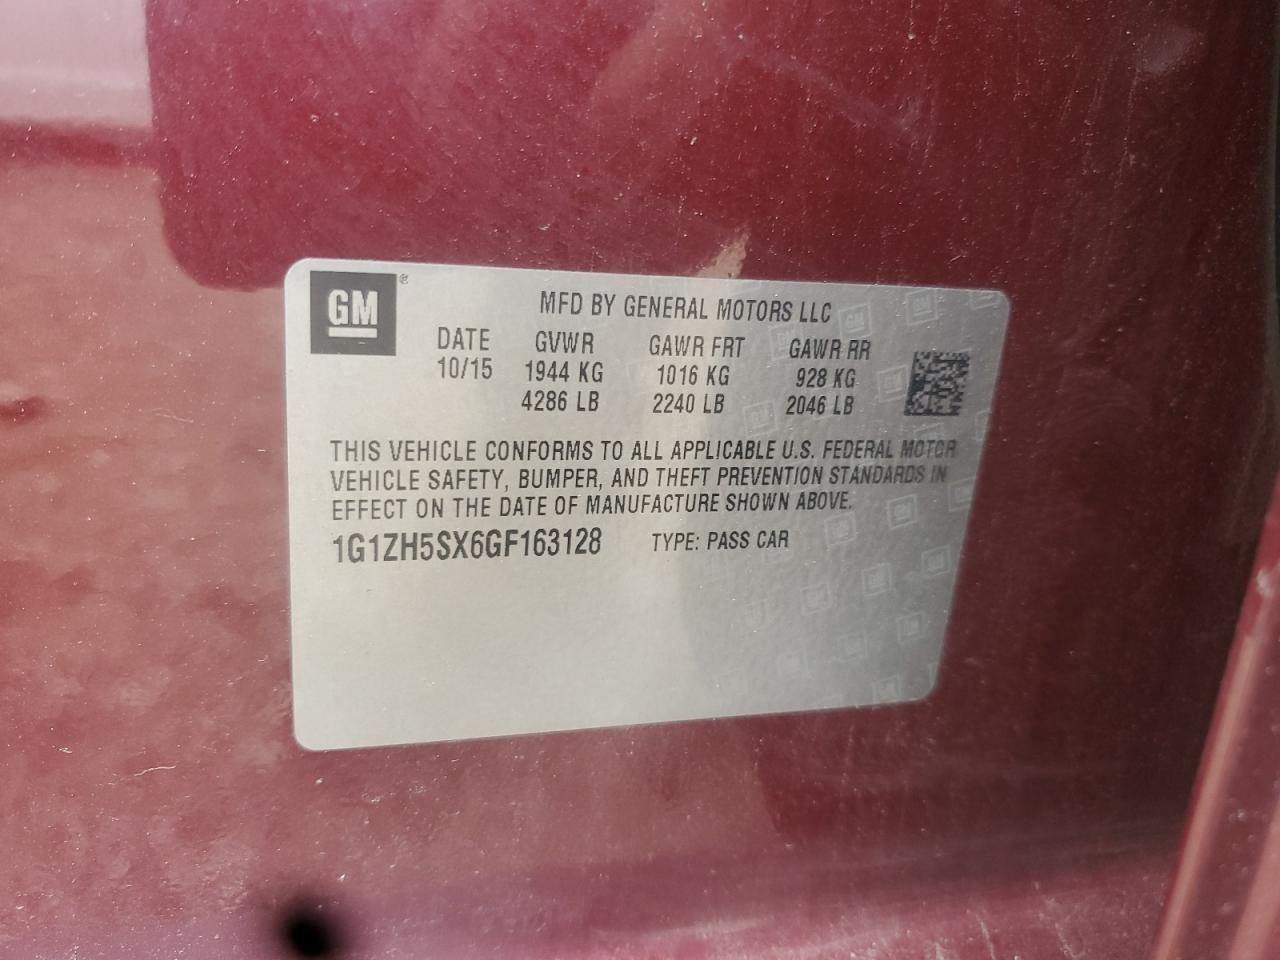 GM®
MFD BY GENERAL MOTORS LLC
DATE GVWR GAWR FRT GAWR RR
10/15 1944 KG 1016 KG 928 KG
4286 LB 2240 LB 2046 LB
THIS VEHICLE CONFORMS TO ALL APPLICABLE U.S. FEDERAL MOTOR
VEHICLE SAFETY, BUMPER, AND THEFT PREVENTION STANDARDS IN
EFFECT ON THE DATE OF MANUFACTURE SHOWN ABOVE.
1G1ZH5SX6GF163128 TYPE: PASS CAR